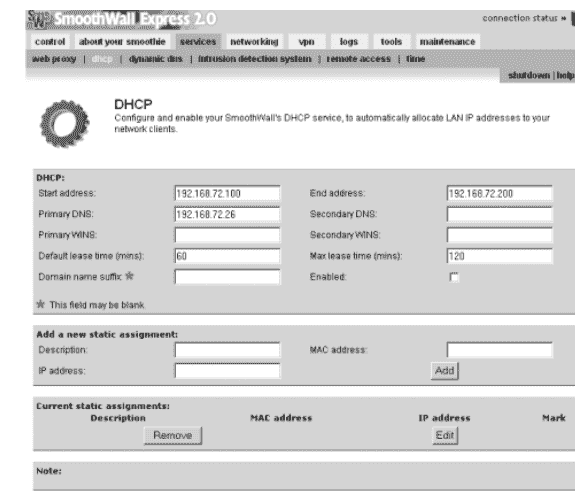 SmoothWall Express 2.0
connection status »
control about your smoothie services networking vpn logs tools maintenance
web proxy | dhcp | dynamic dns | intrusion detection system | remote access | time
shutdown | help
DHCP
Configure and enable your SmoothWall's DHCP service, to automatically allocate LAN IP addresses to your
network clients.
DHCP:
Start address: 192.168.72.100 End address: 192.168.72.200
Primary DNS: 192.168.72.26 Secondary DNS:
Primary WINS: Secondary WINS:
Default lease time (mins): 60 Max lease time (mins): 120
Domain name suffix: Enabled:
This field may be blank.
Add a new static assignment:
Description: MAC address:
IP address: Add
Current static assignments:
Description MAC address IP address Mark
Remove Edit
Note: